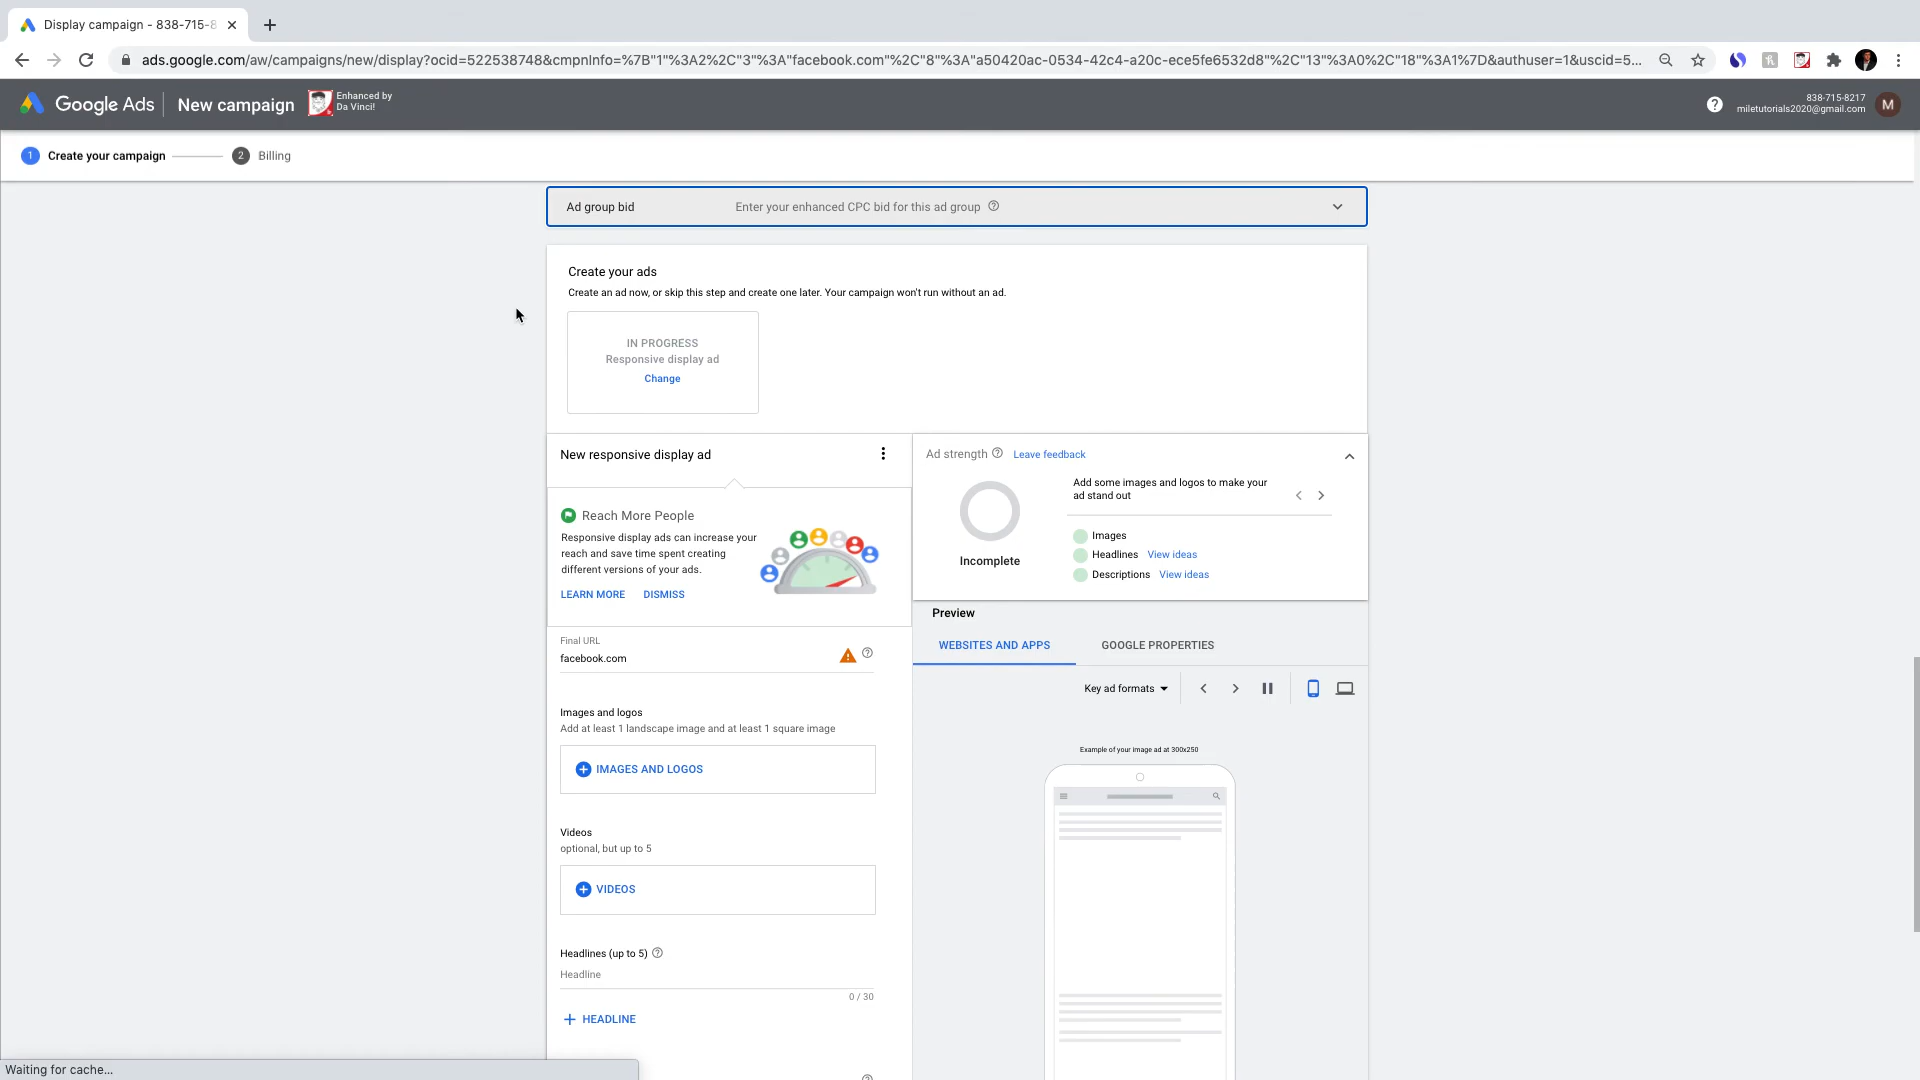 Display campaign - 838-715-8
ads.google.com/aw/campaigns/new/display?ocid=522538748&cmpnInfo=%7B"1"%3A2%2C"3"%3A"facebook.com"%2C"8"%3A"a50420ac-0534-42c4-a20c-ece5fe6532d8"%2C"13"%3A0%2C"18"%3A1%7D&authuser=1&uscid=5...
Google Ads
New campaign
Enhanced by
Da Vinci!
838-715-8217
miletutorials2020@gmail.com
M
1 Create your campaign
2 Billing
Ad group bid
Enter your enhanced CPC bid for this ad group
Create your ads
Create an ad now, or skip this step and create one later. Your campaign won't run without an ad.
IN PROGRESS
Responsive display ad
Change
New responsive display ad
Reach More People
Responsive display ads can increase your
reach and save time spent creating
different versions of your ads.
LEARN MORE
DISMISS
Final URL
facebook.com
Images and logos
Add at least 1 landscape image and at least 1 square image
IMAGES AND LOGOS
Videos
optional, but up to 5
VIDEOS
Headlines (up to 5)
Headline
0 / 30
HEADLINE
Ad strength
Leave feedback
Incomplete
Add some images and logos to make your
ad stand out
Images
Headlines View ideas
Descriptions View ideas
Preview
WEBSITES AND APPS
GOOGLE PROPERTIES
Key ad formats
Example of your image ad at 300x250
Waiting for cache...